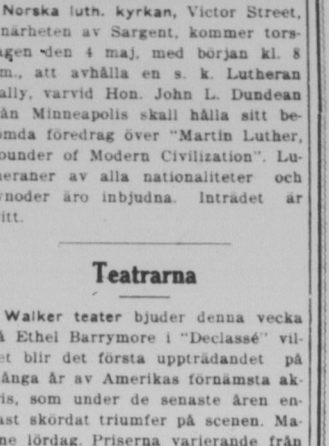 Norska luth. kyrkan, Victor Street,
närheten av Sargent, kommer tors-
agen den 4 maj, med början kl. 8
m., att avhålla en s. k. Lutheran
ally, varvid Hon. John L. Dundean
ån Minneapolis skall hålla sitt be-
ömda föredrag över "Martin Luther,
ounder of Modern Civilization". Lu-
heraner av alla nationaliteter och
ynoder äro inbjudna. Inträdet är
itt.
Teatrarna
Walker teater bjuder denna vecka
å Ethel Barrymore i "Declassé" vil-
et blir det första uppträdandet på
ånga år av Amerikas förnämsta ak-
ris, som under de senaste åren en-
ast skördat triumfer på scenen. Ma-
ne lördag. Priserna varierande från